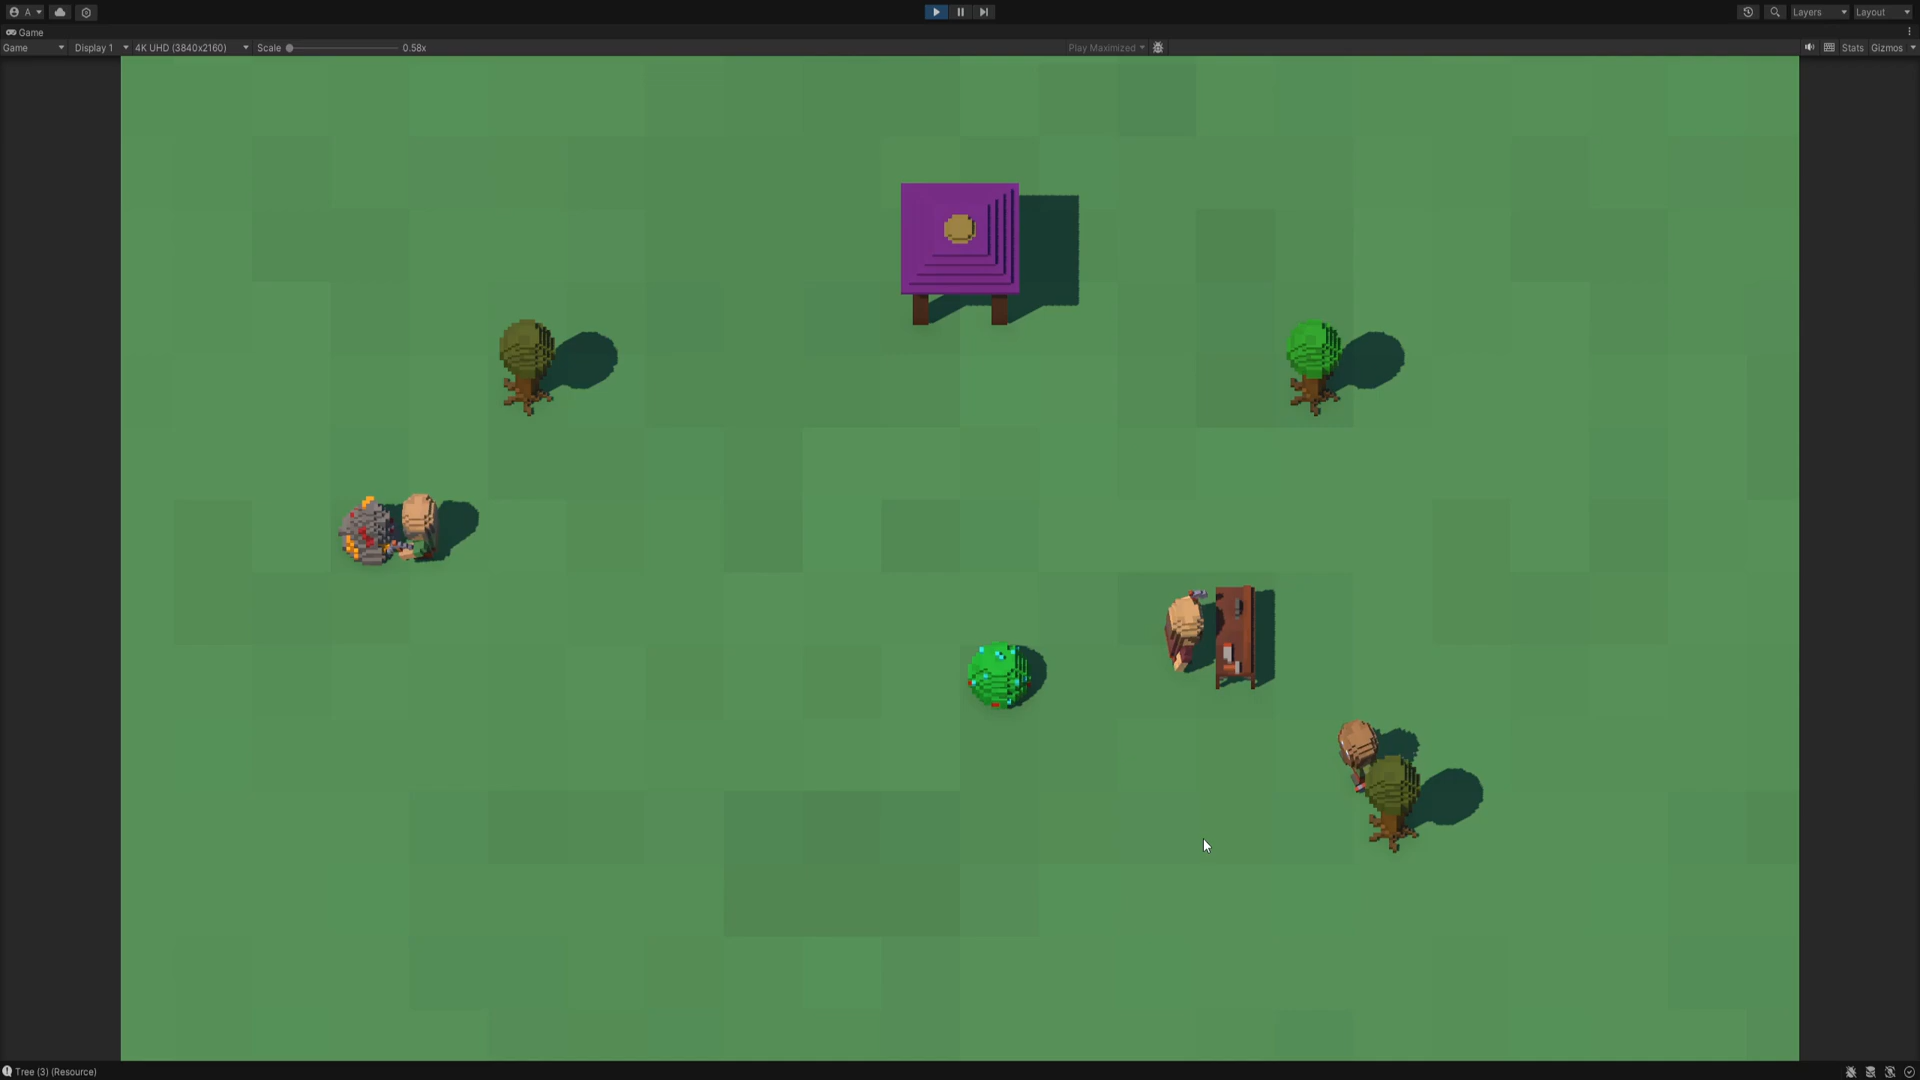 A
Layers
Layout
Game
Game
Display 1
4K UHD (3840x2160)
Scale
0.58x
Play Maximized
Stats
Gizmos
Tree (3) (Resource)